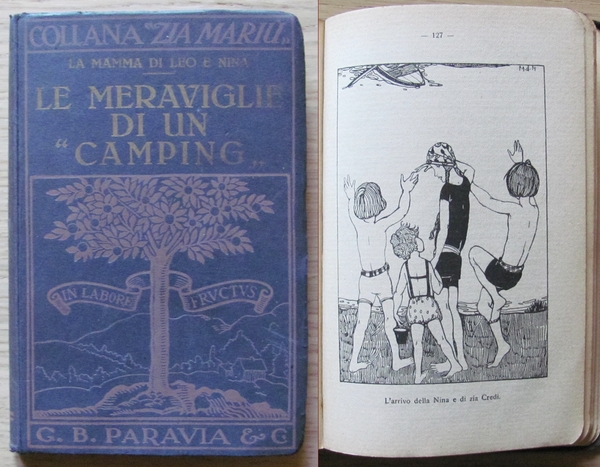 COLLANA "ZIA MARIÙ"
LA MAMMA DI LEO E NINA
LE MERAVIGLIE
DI UN
"CAMPING"
IN LABORE FRVCTVS
G. B. PARAVIA & C
— 127 —
L'arrivo della Nina e di zia Credi.